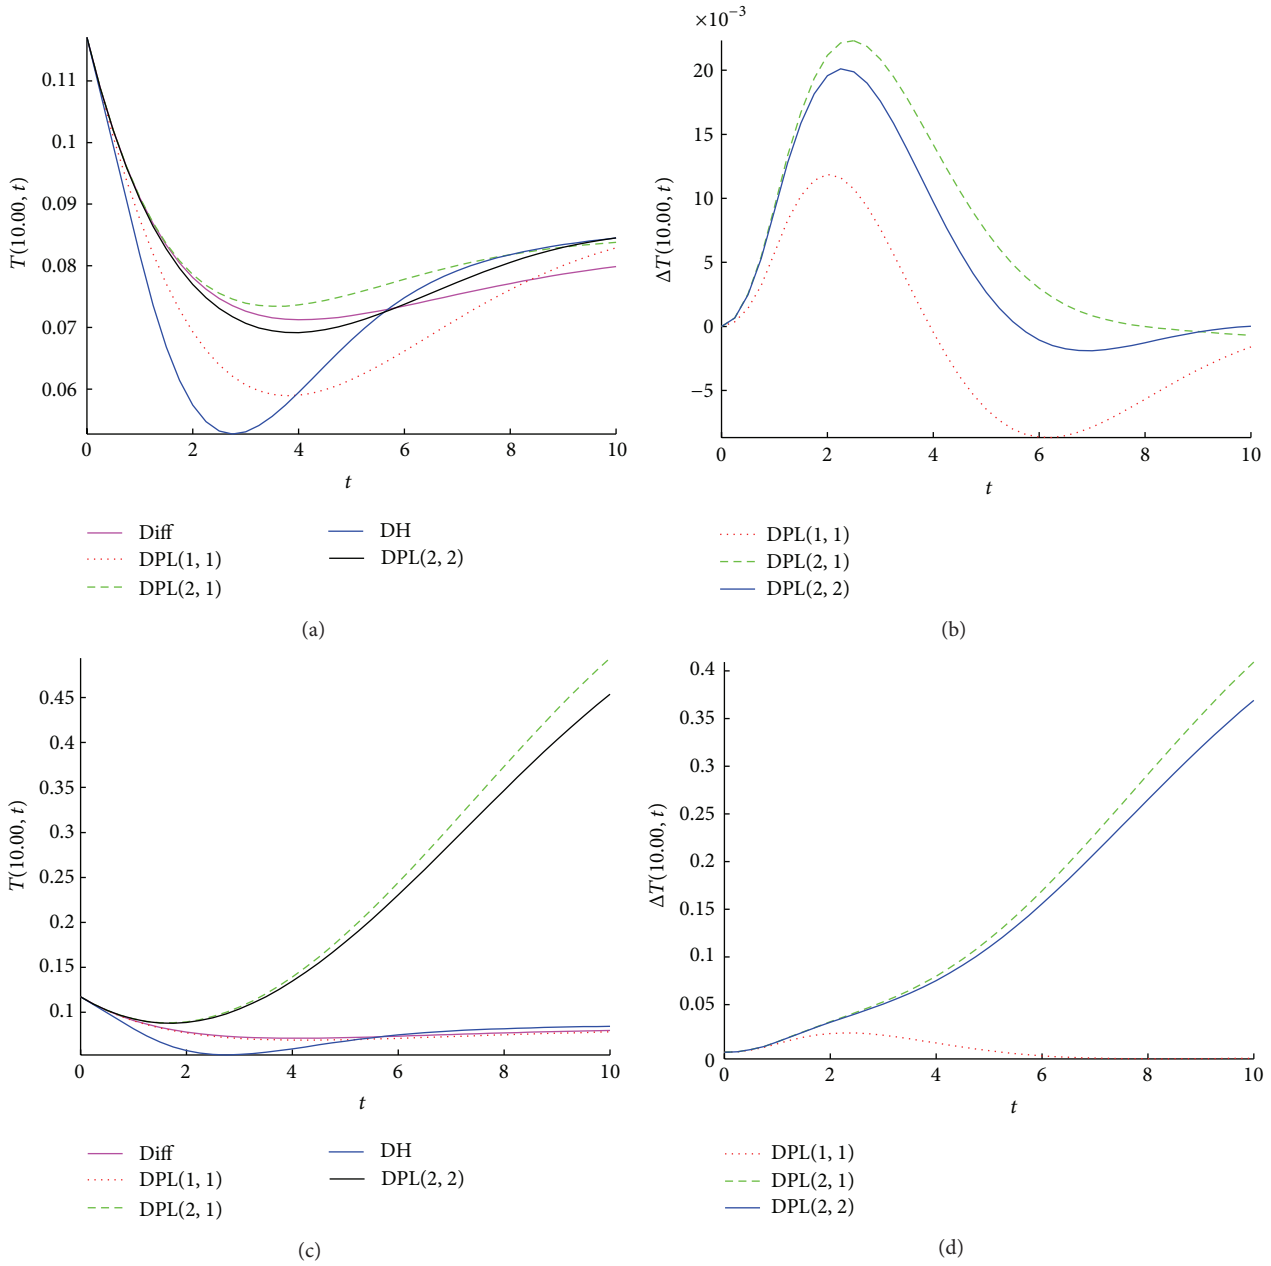 0.11
0.1
0.09
0.08
0.07
0.06
0 2 4 6 8 10
T(10.00, t)
t
Diff
DPL(1, 1)
DPL(2, 1)
DH
DPL(2, 2)
(a)
×10−3
20
15
10
5
0
−5
0 2 4 6 8 10
ΔT(10.00, t)
t
DPL(1, 1)
DPL(2, 1)
DPL(2, 2)
(b)
0.45
0.4
0.35
0.3
0.25
0.2
0.15
0.1
0 2 4 6 8 10
T(10.00, t)
t
Diff
DPL(1, 1)
DPL(2, 1)
DH
DPL(2, 2)
(c)
0.4
0.35
0.3
0.25
0.2
0.15
0.1
0.05
0
0 2 4 6 8 10
ΔT(10.00, t)
t
DPL(1, 1)
DPL(2, 1)
DPL(2, 2)
(d)